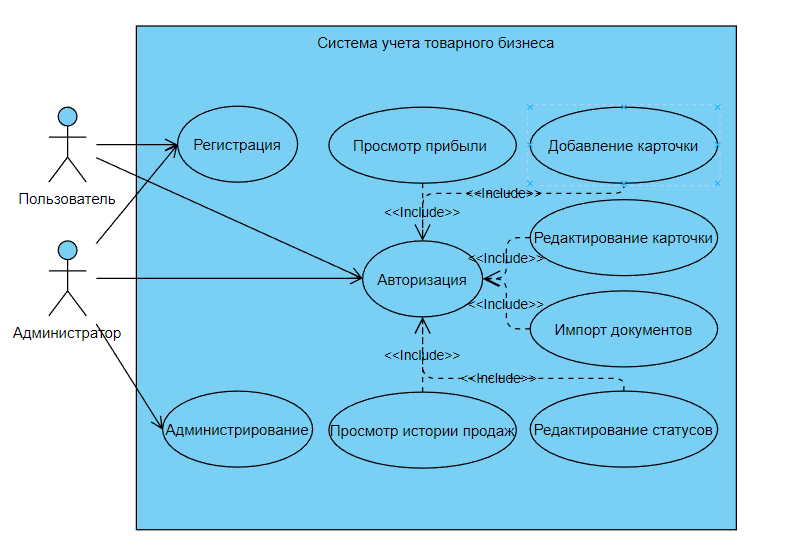 Система учета товарного бизнеса
Пользователь
Администратор
Регистрация
Просмотр прибыли
Добавление карточки
<<Include>>
<<Include>>
Редактирование карточки
<<Include>>
Авторизация
<<Include>>
Импорт документов
<<Include>>
<<Include>>
Администрирование
Просмотр истории продаж
Редактирование статусов